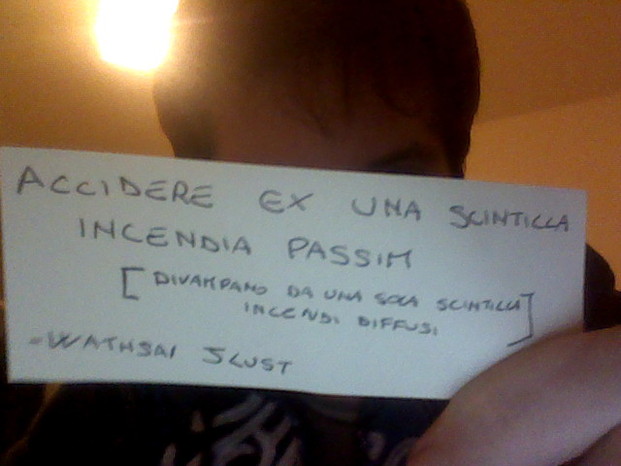 ACCIDERE EX UNA SCINTILLA
INCENDIA PASSIM
[DIVAMPANO DA UNA SOLA SCINTILLA
INCENDI DIFFUSI]
-WATHSAI SLUST